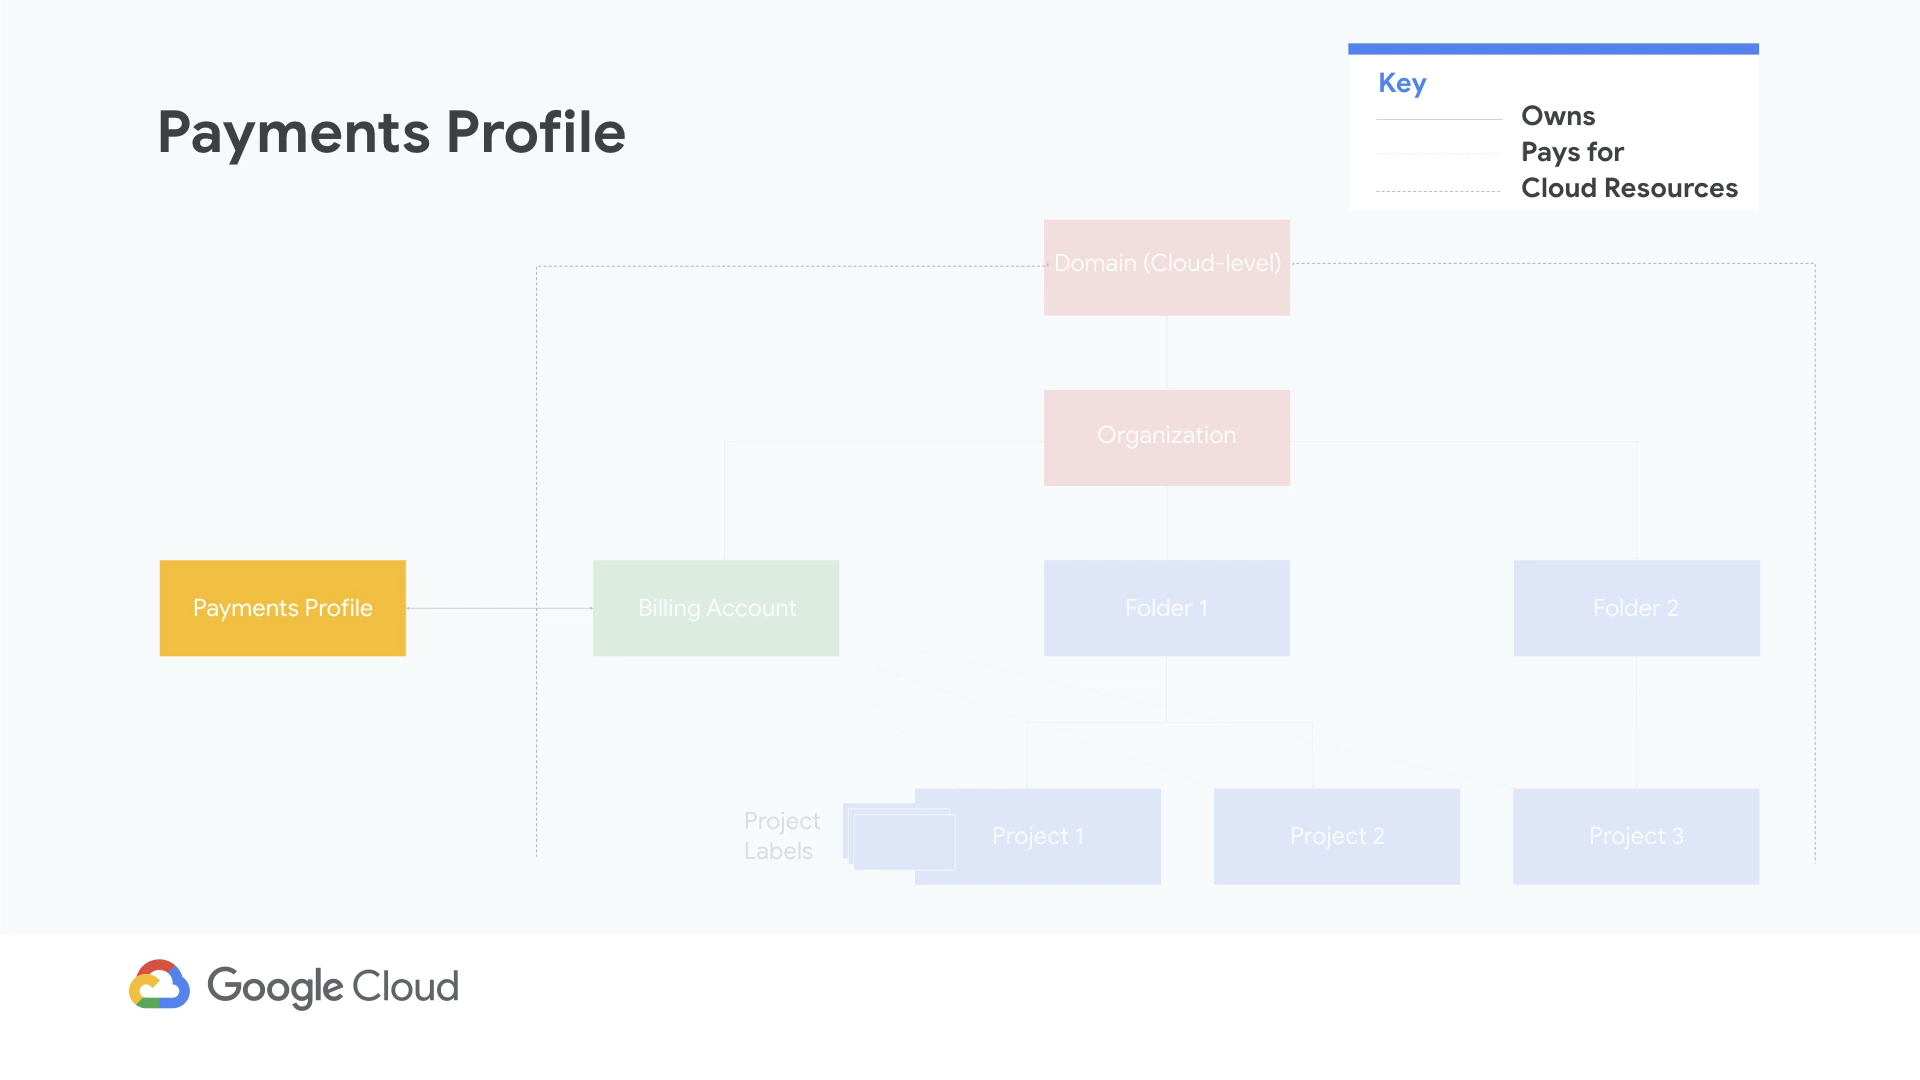 Payments Profile
Key
Owns
Pays for
Cloud Resources
Domain (Cloud-level)
Organization
Payments Profile
Billing Account
Folder 1
Folder 2
Project
Labels
Project 1
Project 2
Project 3
Google Cloud